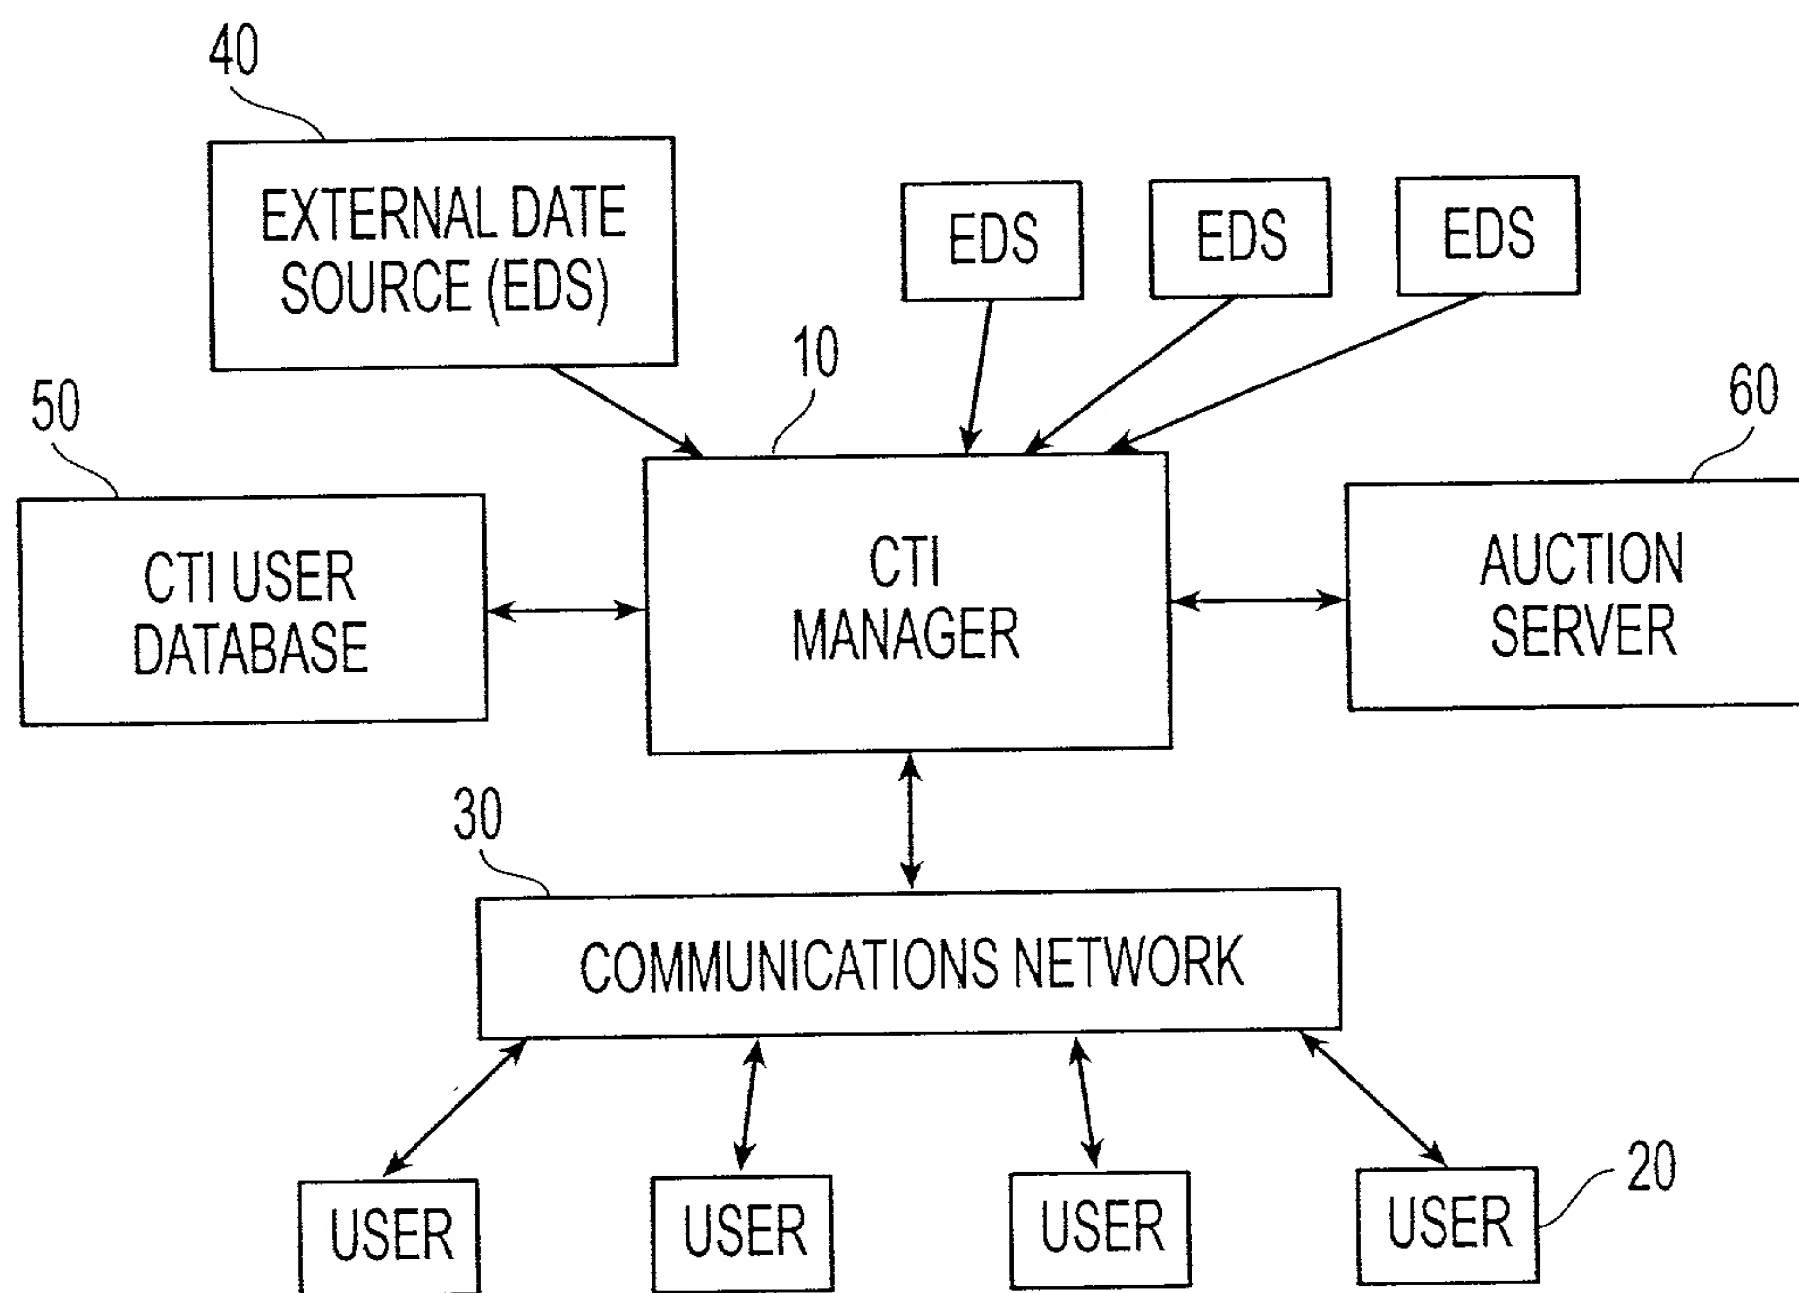 40
EXTERNAL DATE
SOURCE (EDS)
EDS
EDS
EDS
10
50
60
CTI USER
DATABASE
CTI
MANAGER
AUCTION
SERVER
30
COMMUNICATIONS NETWORK
USER
USER
USER
USER
20